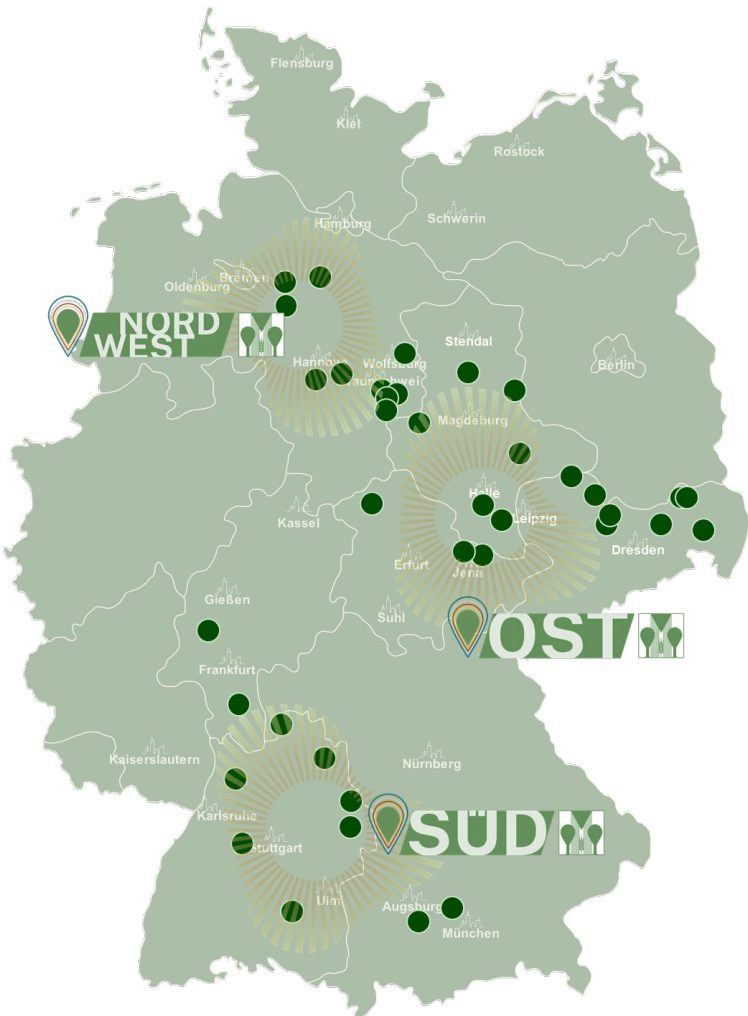 Flensburg
Kiel
Rostock
Hamburg
Schwerin
Bremen
Oldenburg
NORD
WEST
Stendal
Hannove
Wolfsburg
Berlin
Magdeburg
Halle
Leipzig
Kassel
Dresden
Erfurt
Jena
Gießen
Suhl
OST
Frankfurt
Kaiserslautern
Nürnberg
Karlsruhe
SÜD
Stuttgart
Ulm
Augsburg
München